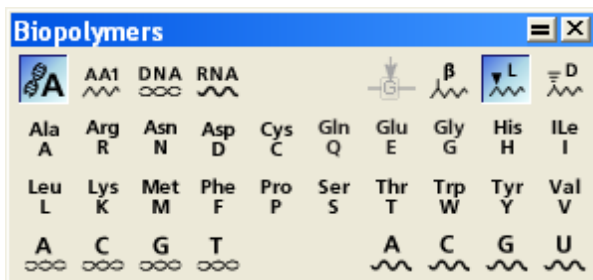 Biopolymers
A AA1 DNA RNA G β L D
Ala Arg Asn Asp Cys Gln Glu Gly His ILe
A R N D C Q E G H I
Leu Lys Met Phe Pro Ser Thr Trp Tyr Val
L K M F P S T W Y V
A C G T A C G U